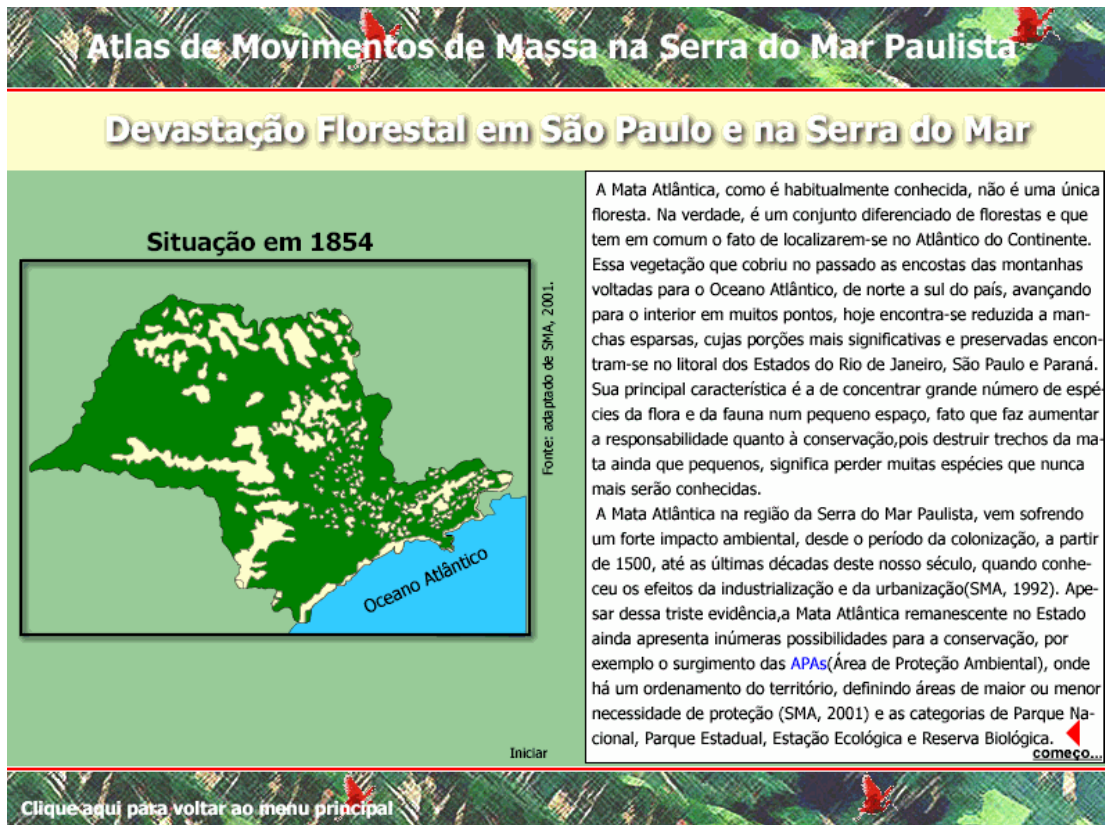 Atlas de Movimentos de Massa na Serra do Mar Paulista
Devastação Florestal em São Paulo e na Serra do Mar
Situação em 1854
Oceano Atlântico
Fonte: adaptado de SMA, 2001.
Iniciar
A Mata Atlântica, como é habitualmente conhecida, não é uma única
floresta. Na verdade, é um conjunto diferenciado de florestas e que
tem em comum o fato de localizarem-se no Atlântico do Continente.
Essa vegetação que cobriu no passado as encostas das montanhas
voltadas para o Oceano Atlântico, de norte a sul do país, avançando
para o interior em muitos pontos, hoje encontra-se reduzida a man-
chas esparsas, cujas porções mais significativas e preservadas encon-
tram-se no litoral dos Estados do Rio de Janeiro, São Paulo e Paraná.
Sua principal característica é a de concentrar grande número de espé-
cies da flora e da fauna num pequeno espaço, fato que faz aumentar
a responsabilidade quanto à conservação,pois destruir trechos da ma-
ta ainda que pequenos, significa perder muitas espécies que nunca
mais serão conhecidas.
A Mata Atlântica na região da Serra do Mar Paulista, vem sofrendo
um forte impacto ambiental, desde o período da colonização, a partir
de 1500, até as últimas décadas deste nosso século, quando conhe-
ceu os efeitos da industrialização e da urbanização(SMA, 1992). Ape-
sar dessa triste evidência,a Mata Atlântica remanescente no Estado
ainda apresenta inúmeras possibilidades para a conservação, por
exemplo o surgimento das APAs(Área de Proteção Ambiental), onde
há um ordenamento do território, definindo áreas de maior ou menor
necessidade de proteção (SMA, 2001) e as categorias de Parque Na-
cional, Parque Estadual, Estação Ecológica e Reserva Biológica.
começo...
Clique aqui para voltar ao menu principal